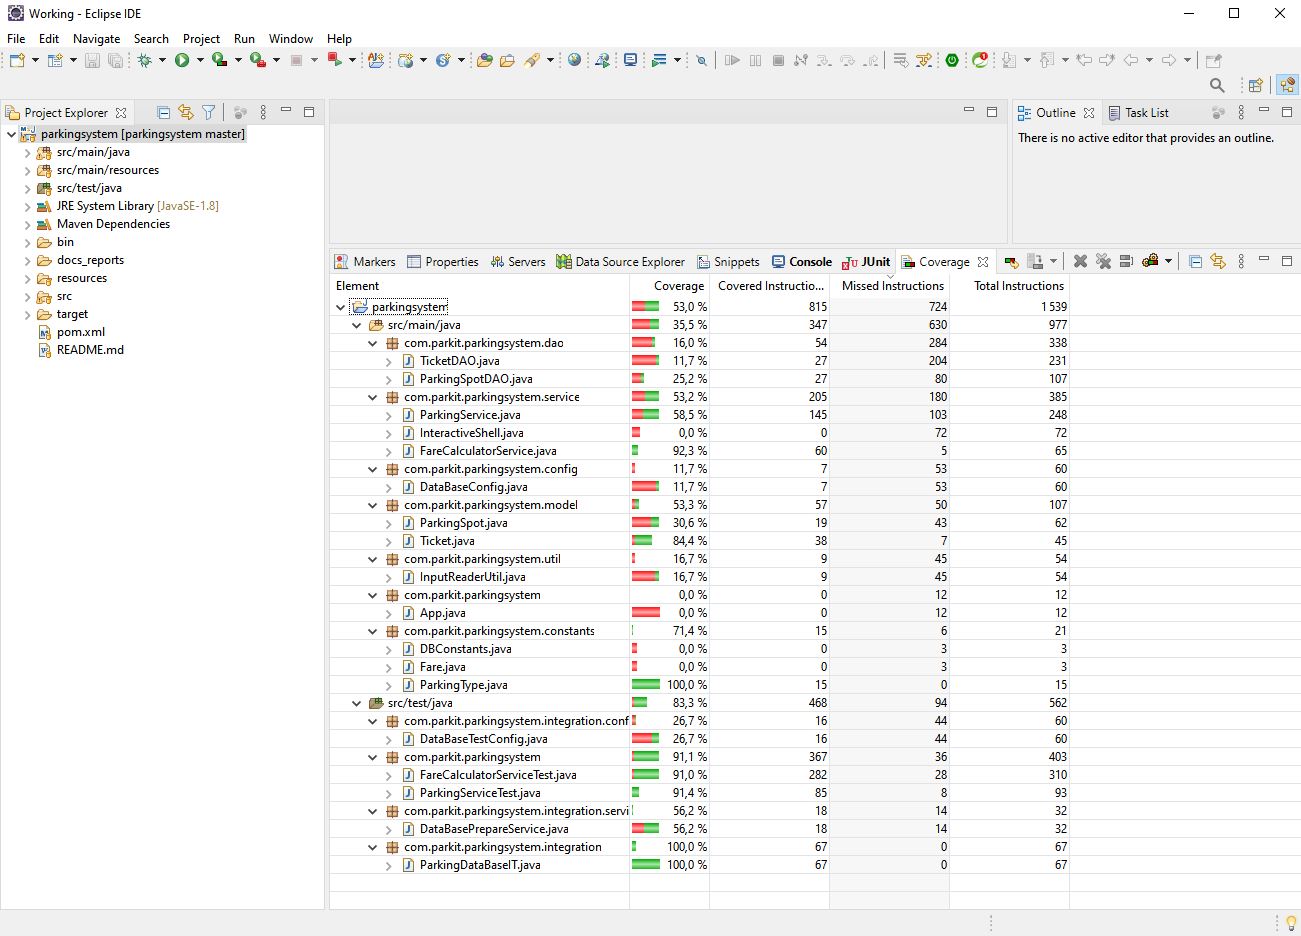 Working - Eclipse IDE
File Edit Navigate Search Project Run Window Help
Project Explorer
parkingsystem [parkingsystem master]
src/main/java
src/main/resources
src/test/java
JRE System Library [JavaSE-1.8]
Maven Dependencies
bin
docs_reports
resources
src
target
pom.xml
README.md
Outline Task List
There is no active editor that provides an outline.
Markers Properties Servers Data Source Explorer Snippets Console JUnit Coverage
Element Coverage Covered Instructio... Missed Instructions Total Instructions
parkingsystem 53,0 % 815 724 1 539
src/main/java 35,5 % 347 630 977
com.parkit.parkingsystem.dao 16,0 % 54 284 338
TicketDAO.java 11,7 % 27 204 231
ParkingSpotDAO.java 25,2 % 27 80 107
com.parkit.parkingsystem.service 53,2 % 205 180 385
ParkingService.java 58,5 % 145 103 248
InteractiveShell.java 0,0 % 0 72 72
FareCalculatorService.java 92,3 % 60 5 65
com.parkit.parkingsystem.config 11,7 % 7 53 60
DataBaseConfig.java 11,7 % 7 53 60
com.parkit.parkingsystem.model 53,3 % 57 50 107
ParkingSpot.java 30,6 % 19 43 62
Ticket.java 84,4 % 38 7 45
com.parkit.parkingsystem.util 16,7 % 9 45 54
InputReaderUtil.java 16,7 % 9 45 54
com.parkit.parkingsystem 0,0 % 0 12 12
App.java 0,0 % 0 12 12
com.parkit.parkingsystem.constants 71,4 % 15 6 21
DBConstants.java 0,0 % 0 3 3
Fare.java 0,0 % 0 3 3
ParkingType.java 100,0 % 15 0 15
src/test/java 83,3 % 468 94 562
com.parkit.parkingsystem.integration.conf 26,7 % 16 44 60
DataBaseTestConfig.java 26,7 % 16 44 60
com.parkit.parkingsystem 91,1 % 367 36 403
FareCalculatorServiceTest.java 91,0 % 282 28 310
ParkingServiceTest.java 91,4 % 85 8 93
com.parkit.parkingsystem.integration.servi 56,2 % 18 14 32
DataBasePrepareService.java 56,2 % 18 14 32
com.parkit.parkingsystem.integration 100,0 % 67 0 67
ParkingDataBaseIT.java 100,0 % 67 0 67